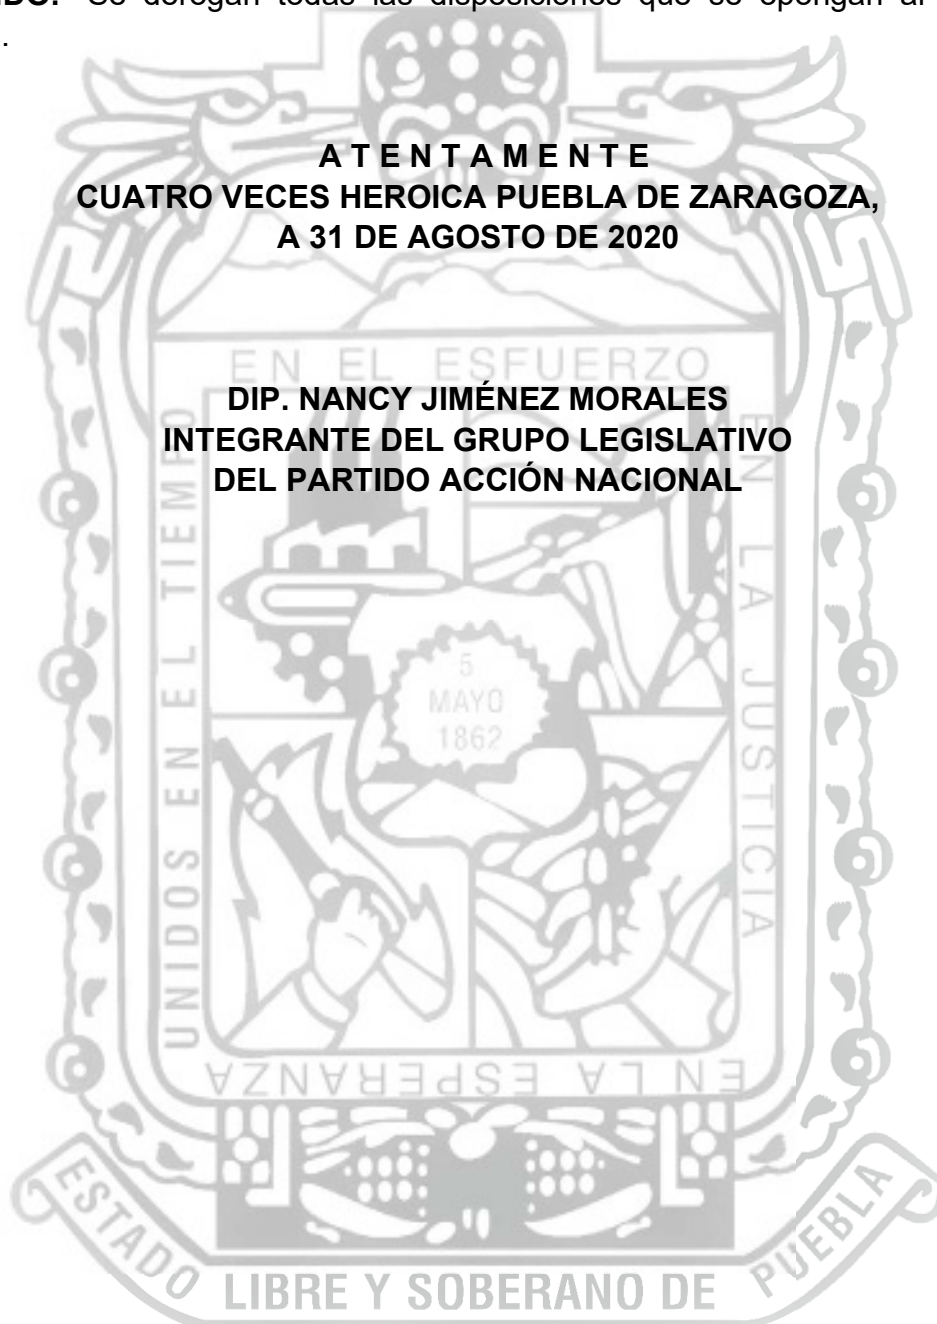 Se derogan todas las disposiciones que se opongan al
.
A T E N T A M E N T E
CUATRO VECES HEROICA PUEBLA DE ZARAGOZA,
A 31 DE AGOSTO DE 2020
DIP. NANCY JIMÉNEZ MORALES
INTEGRANTE DEL GRUPO LEGISLATIVO
DEL PARTIDO ACCIÓN NACIONAL
UNIDOS EN EL TIEMPO
EN EL ESFUERZO
EN LA JUSTICIA
EN LA ESPERANZA
5
MAYO
1862
ESTADO LIBRE Y SOBERANO DE PUEBLA